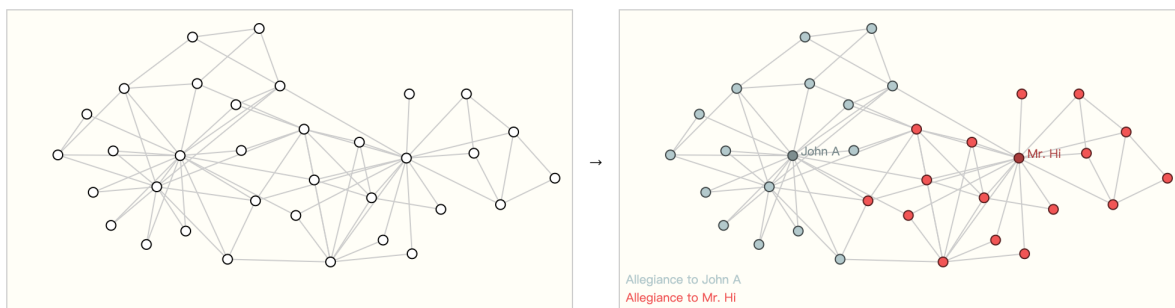 →
John A
Mr. Hi
Allegiance to John A
Allegiance to Mr. Hi